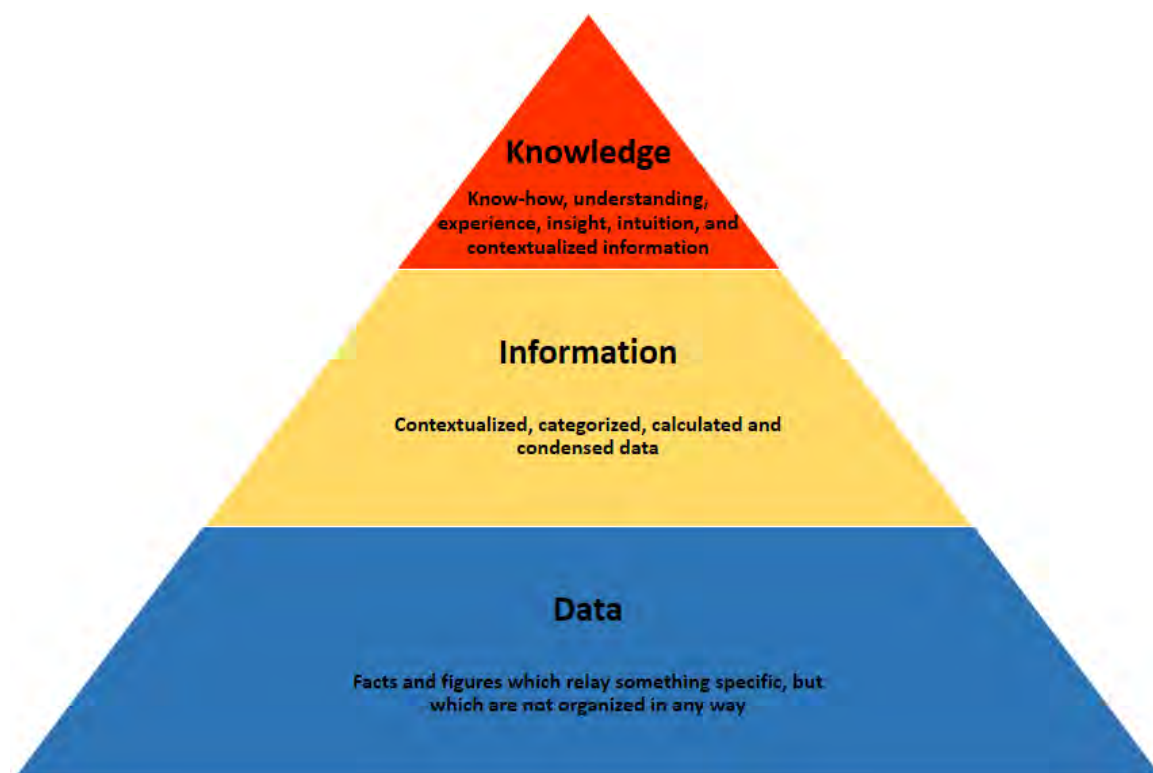 Knowledge
Know-how, understanding,
experience, insight, intuition, and
contextualized information
Information
Contextualized, categorized, calculated and
condensed data
Data
Facts and figures which relay something specific, but
which are not organized in any way